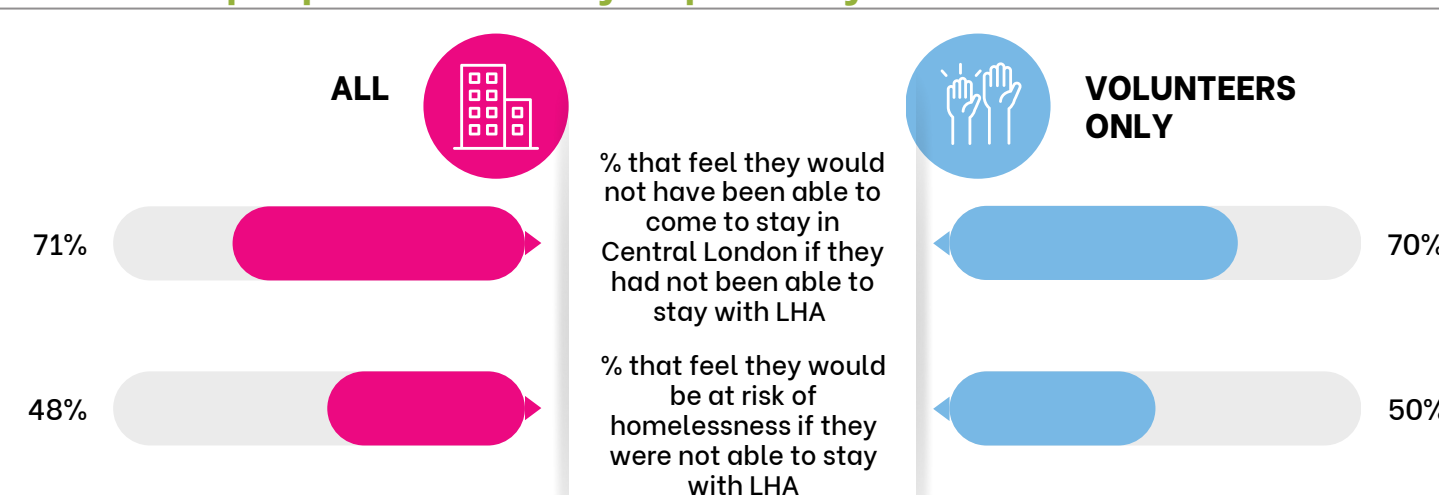 ALL
VOLUNTEERS
ONLY
% that feel they would
not have been able to
come to stay in
Central London if they
had not been able to
stay with LHA
71%
70%
% that feel they would
be at risk of
homelessness if they
were not able to stay
with LHA
48%
50%